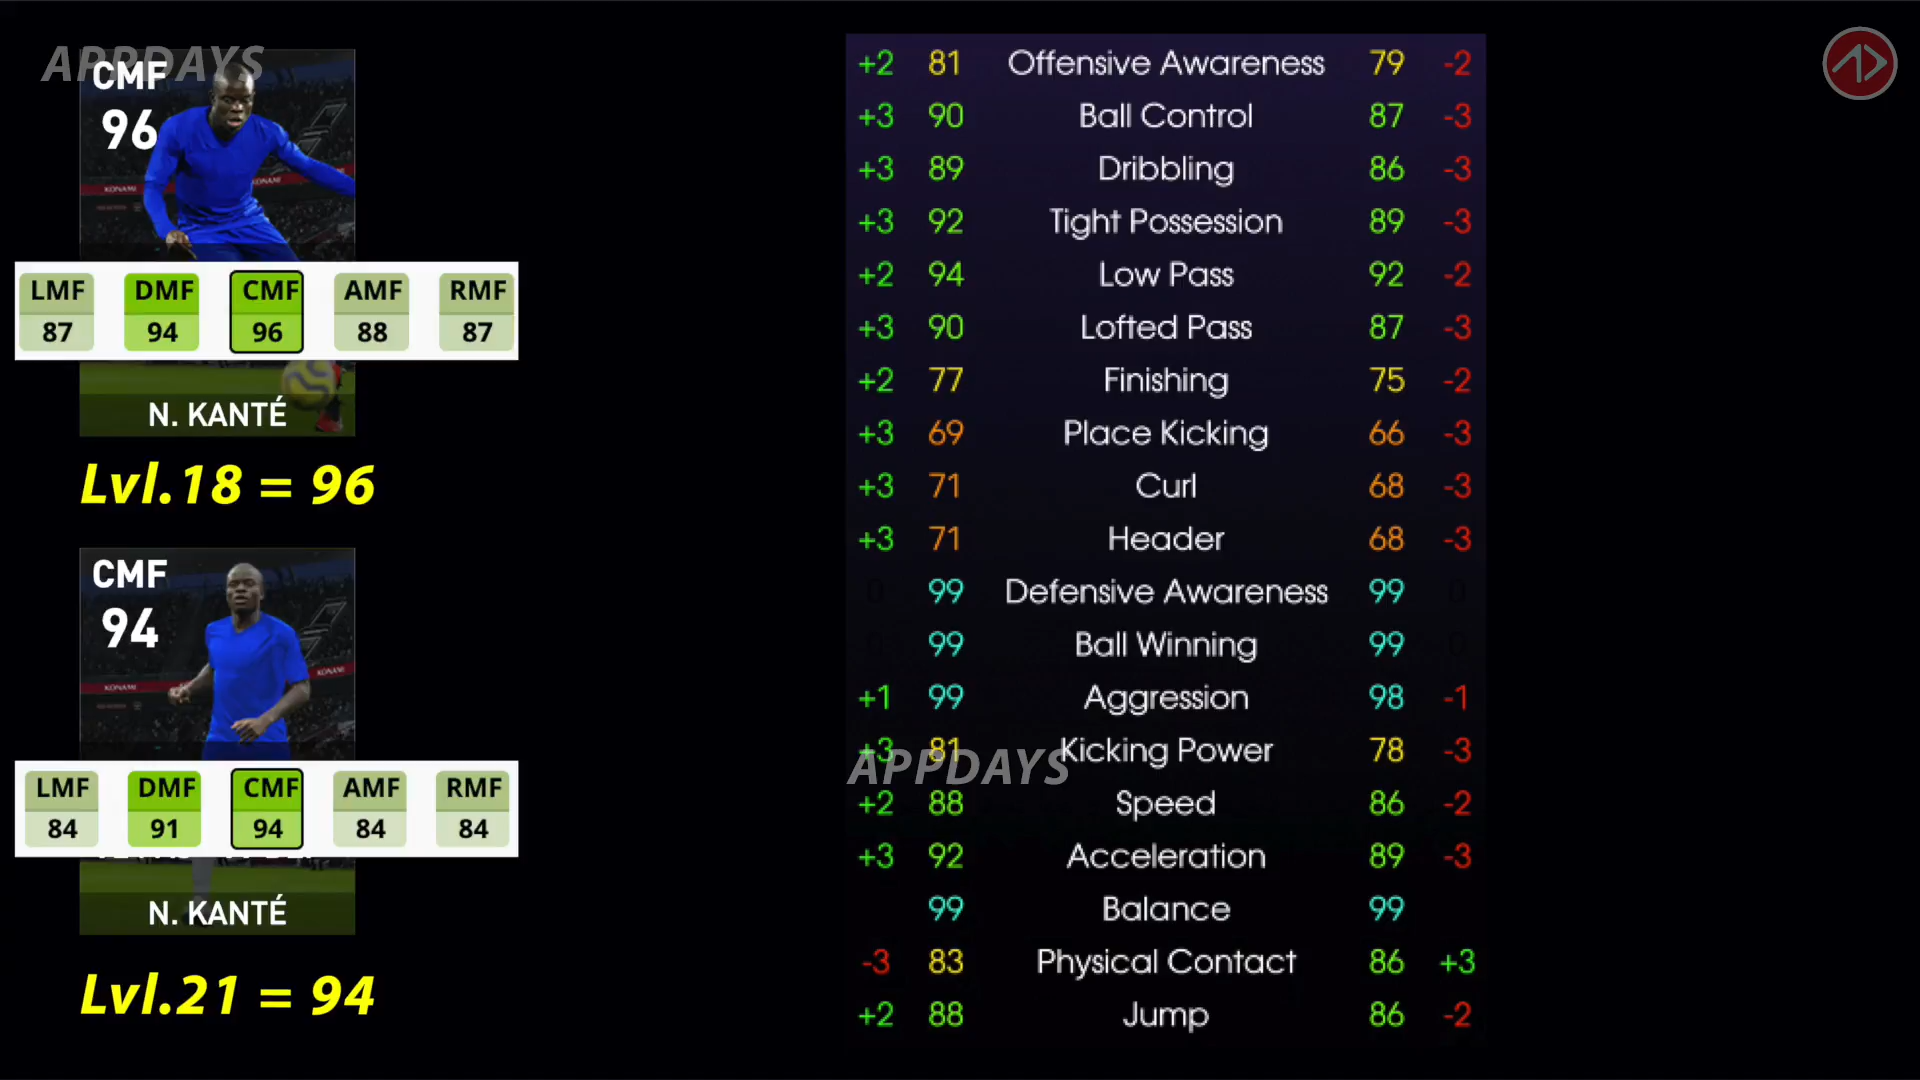 APPDAYS
CMF
96
KONAMI
KONAMI
LMF DMF CMF AMF RMF
87 94 96 88 87
N. KANTÉ
Lvl.18 = 96
CMF
94
KONAMI
KONAMI
LMF DMF CMF AMF RMF
84 91 94 84 84
N. KANTÉ
Lvl.21 = 94
+2 81 Offensive Awareness 79 -2
+3 90 Ball Control 87 -3
+3 89 Dribbling 86 -3
+3 92 Tight Possession 89 -3
+2 94 Low Pass 92 -2
+3 90 Lofted Pass 87 -3
+2 77 Finishing 75 -2
+3 69 Place Kicking 66 -3
+3 71 Curl 68 -3
+3 71 Header 68 -3
0 99 Defensive Awareness 99 0
0 99 Ball Winning 99 0
+1 99 Aggression 98 -1
+3 81 Kicking Power 78 -3
APPDAYS
+2 88 Speed 86 -2
+3 92 Acceleration 89 -3
99 Balance 99
-3 83 Physical Contact 86 +3
+2 88 Jump 86 -2